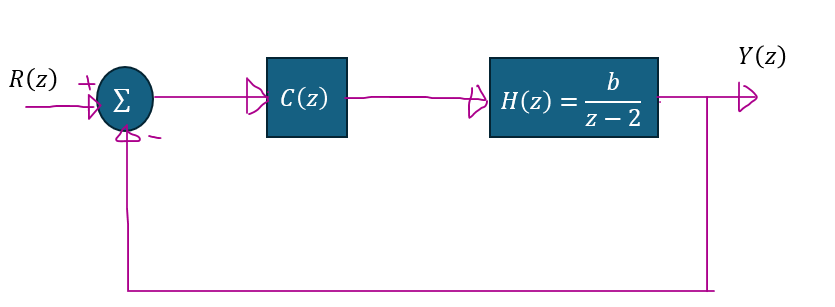 R(z)
+
Σ
−
C(z)
H(z) = b / (z − 2)
Y(z)